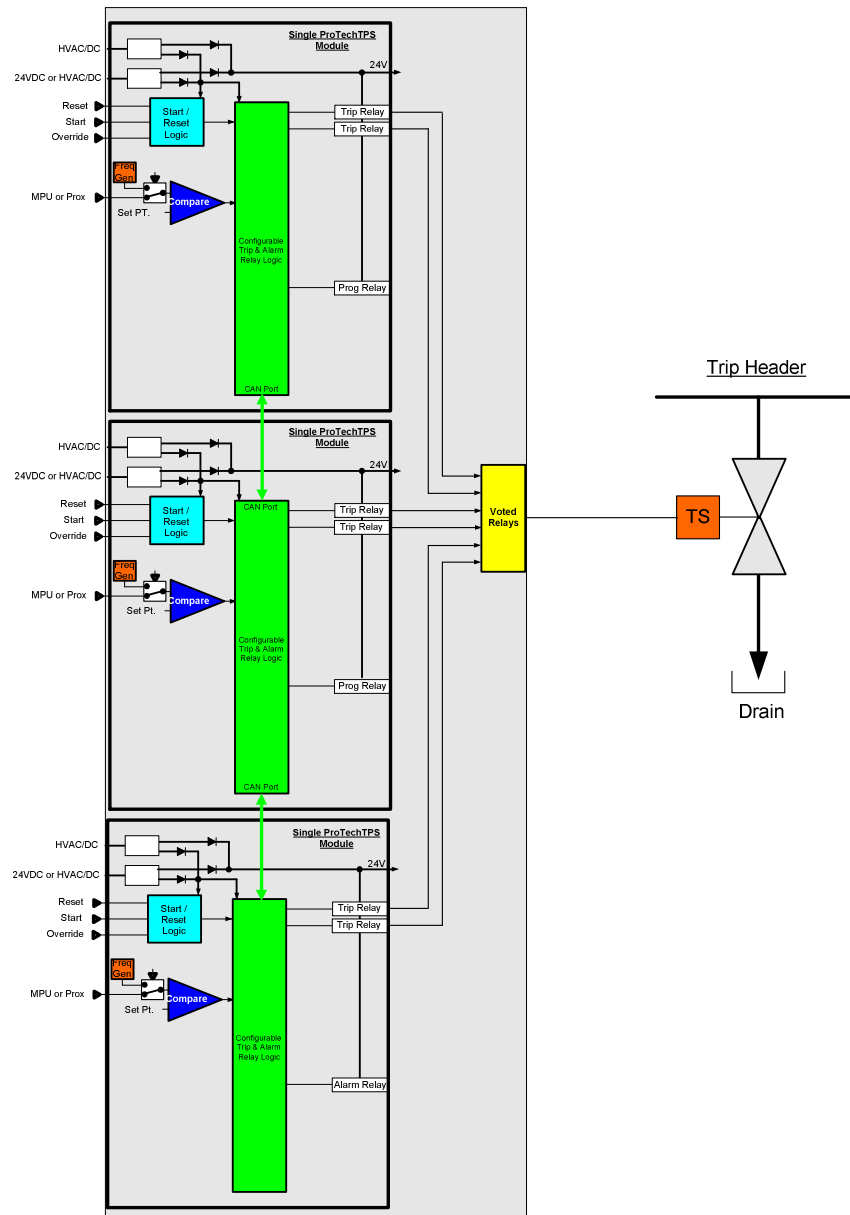 Single ProTechTPS
Module
HVAC/DC
24V
24VDC or HVAC/DC
Reset
Start
Override
Start /
Reset
Logic
Trip Relay
Trip Relay
Freq
Gen
MPU or Prox
Compare
Set PT.
Configurable
Trip & Alarm
Relay Logic
Prog Relay
CAN Port
Single ProTechTPS
Module
HVAC/DC
24V
24VDC or HVAC/DC
CAN Port
Reset
Start
Override
Start /
Reset
Logic
Trip Relay
Trip Relay
Freq
Gen
MPU or Prox
Compare
Set Pt.
Configurable
Trip & Alarm
Relay Logic
Prog Relay
CAN Port
Single ProTechTPS
Module
HVAC/DC
24V
24VDC or HVAC/DC
Reset
Start
Override
Start /
Reset
Logic
Trip Relay
Trip Relay
Freq
Gen
MPU or Prox
Compare
Set Pt.
Configurable
Trip & Alarm
Relay Logic
Alarm Relay
Voted
Relays
Trip Header
TS
Drain